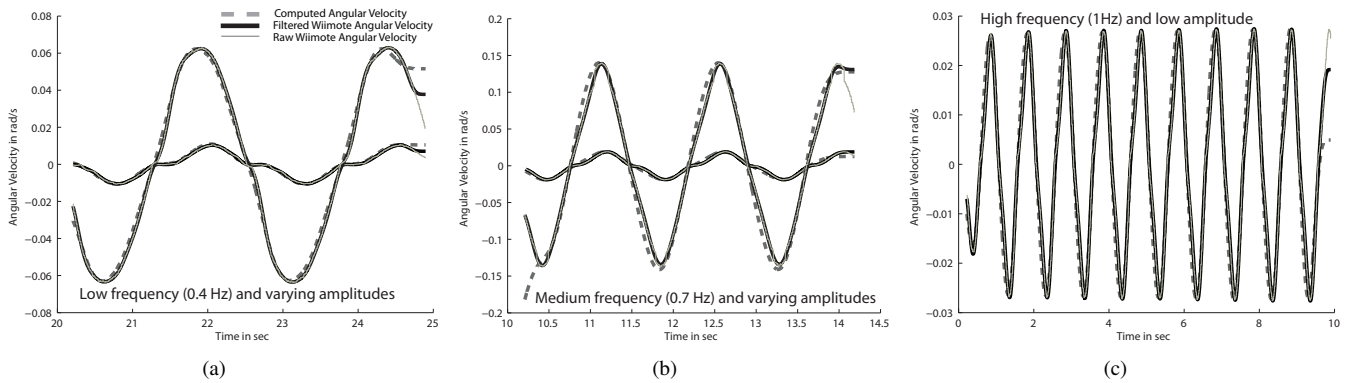 Computed Angular Velocity
Filtered Wiimote Angular Velocity
Raw Wiimote Angular Velocity
Angular Velocity in rad/s
0.08
0.06
0.04
0.02
0
−0.02
−0.04
−0.06
−0.08
Low frequency (0.4 Hz) and varying amplitudes
20 21 22 23 24 25
Time in sec
(a)
Angular Velocity in rad/s
0.2
0.15
0.1
0.05
0
−0.05
−0.1
−0.15
−0.2
Medium frequency (0.7 Hz) and varying amplitudes
10 10.5 11 11.5 12 12.5 13 13.5 14 14.5
Time in sec
(b)
High frequency (1Hz) and low amplitude
Angular Velocity in rad/s
0.03
0.02
0.01
0
−0.01
−0.02
−0.03
0 2 4 6 8 10
Time in sec
(c)